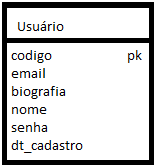 Usuário
codigo pk
email
biografia
nome
senha
dt_cadastro